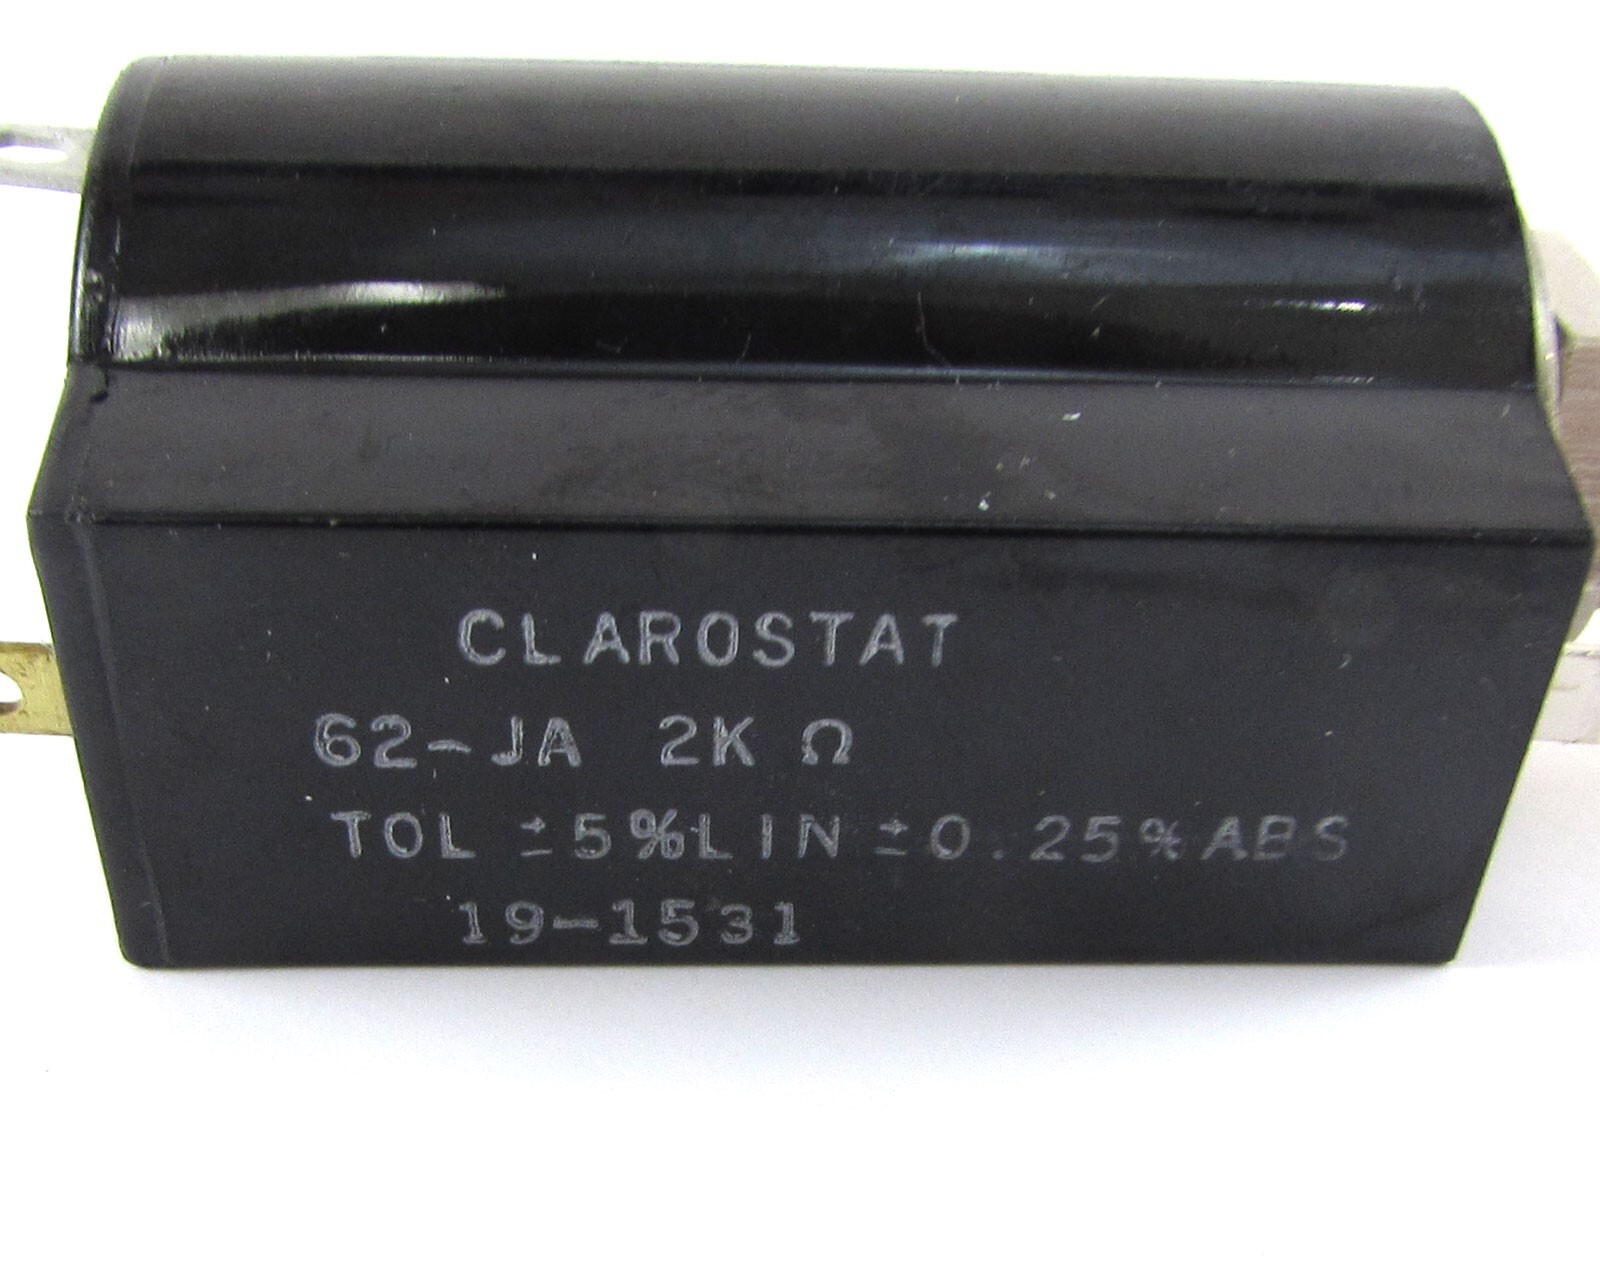 CLAROSTAT
62-JA 2K Ω
TOL ±5%LIN ±0.25%ABS
19-1531